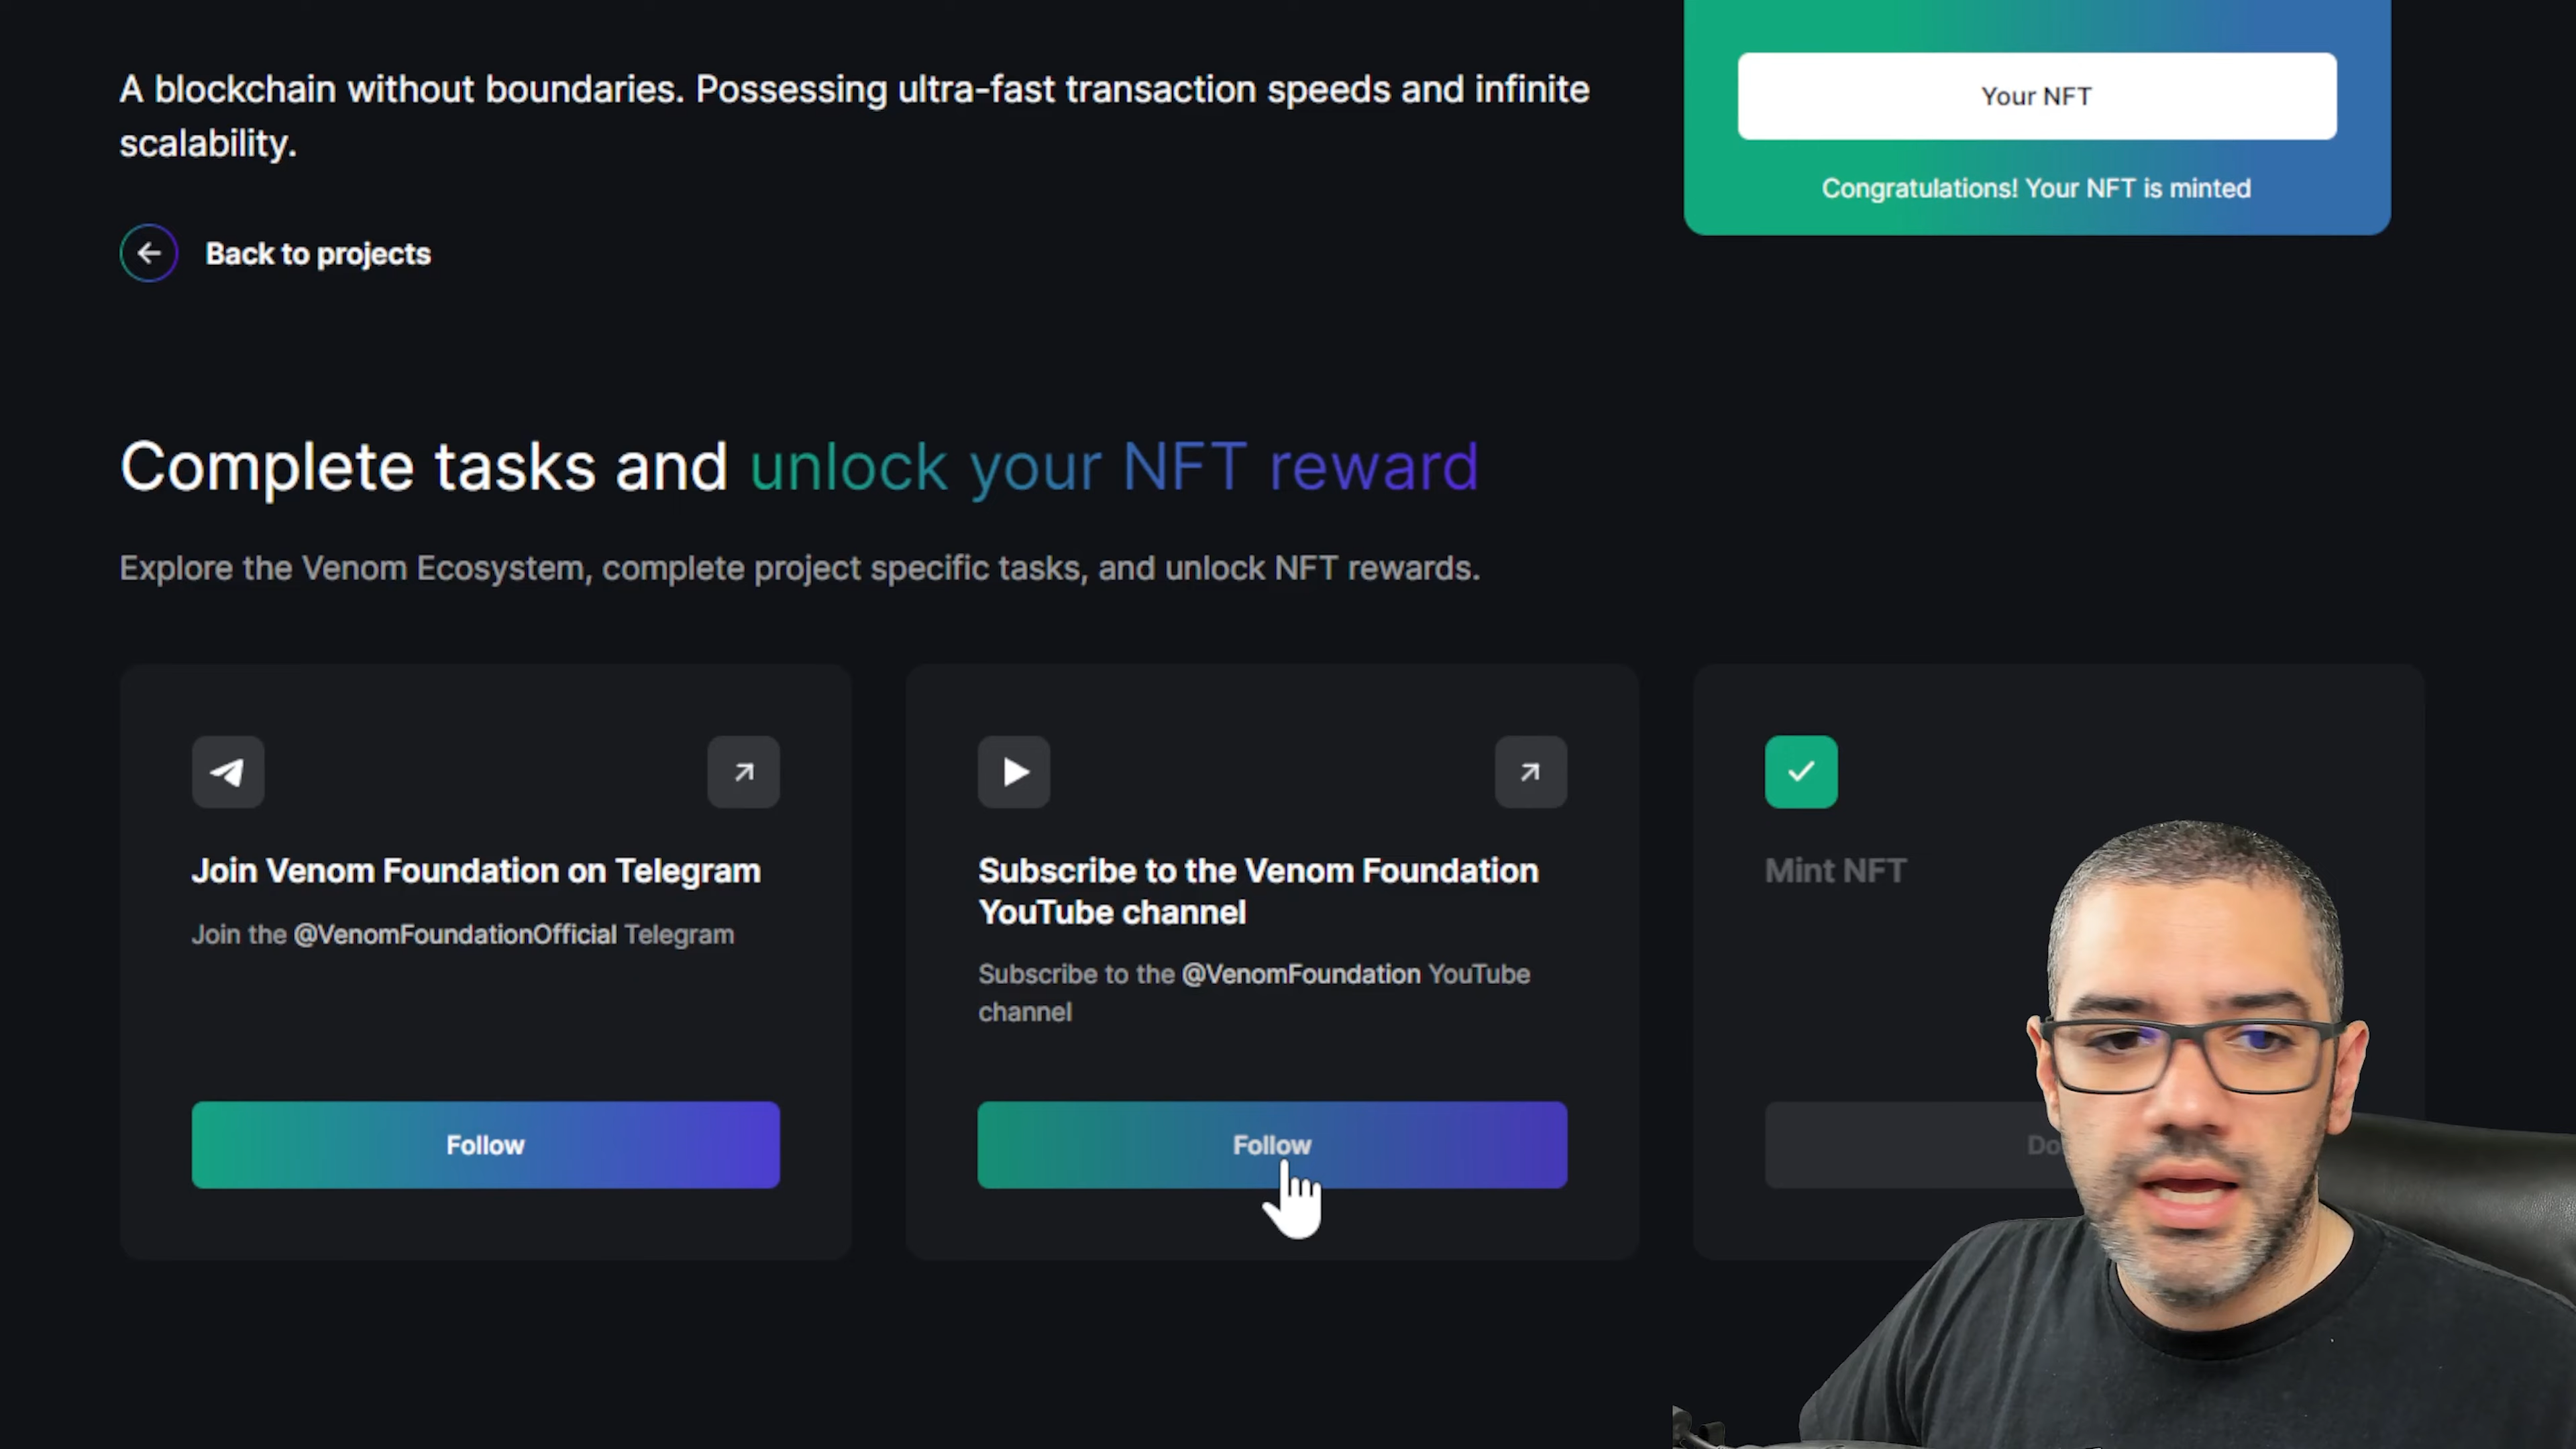 A blockchain without boundaries. Possessing ultra-fast transaction speeds and infinite
scalability.
Back to projects
Your NFT
Congratulations! Your NFT is minted
Complete tasks and unlock your NFT reward
Explore the Venom Ecosystem, complete project specific tasks, and unlock NFT rewards.
Join Venom Foundation on Telegram
Join the @VenomFoundationOfficial Telegram
Follow
Subscribe to the Venom Foundation
YouTube channel
Subscribe to the @VenomFoundation YouTube
channel
Follow
Mint NFT